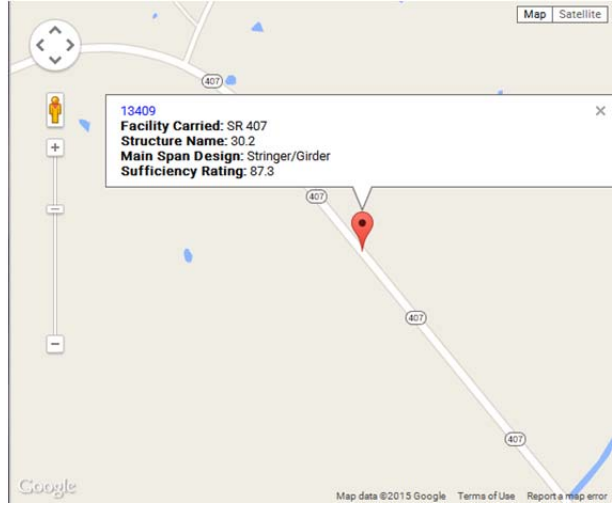 Map Satellite
407
13409
Facility Carried: SR 407
Structure Name: 30.2
Main Span Design: Stringer/Girder
Sufficiency Rating: 87.3
407
407
407
Google
Map data ©2015 Google Terms of Use Report a map error